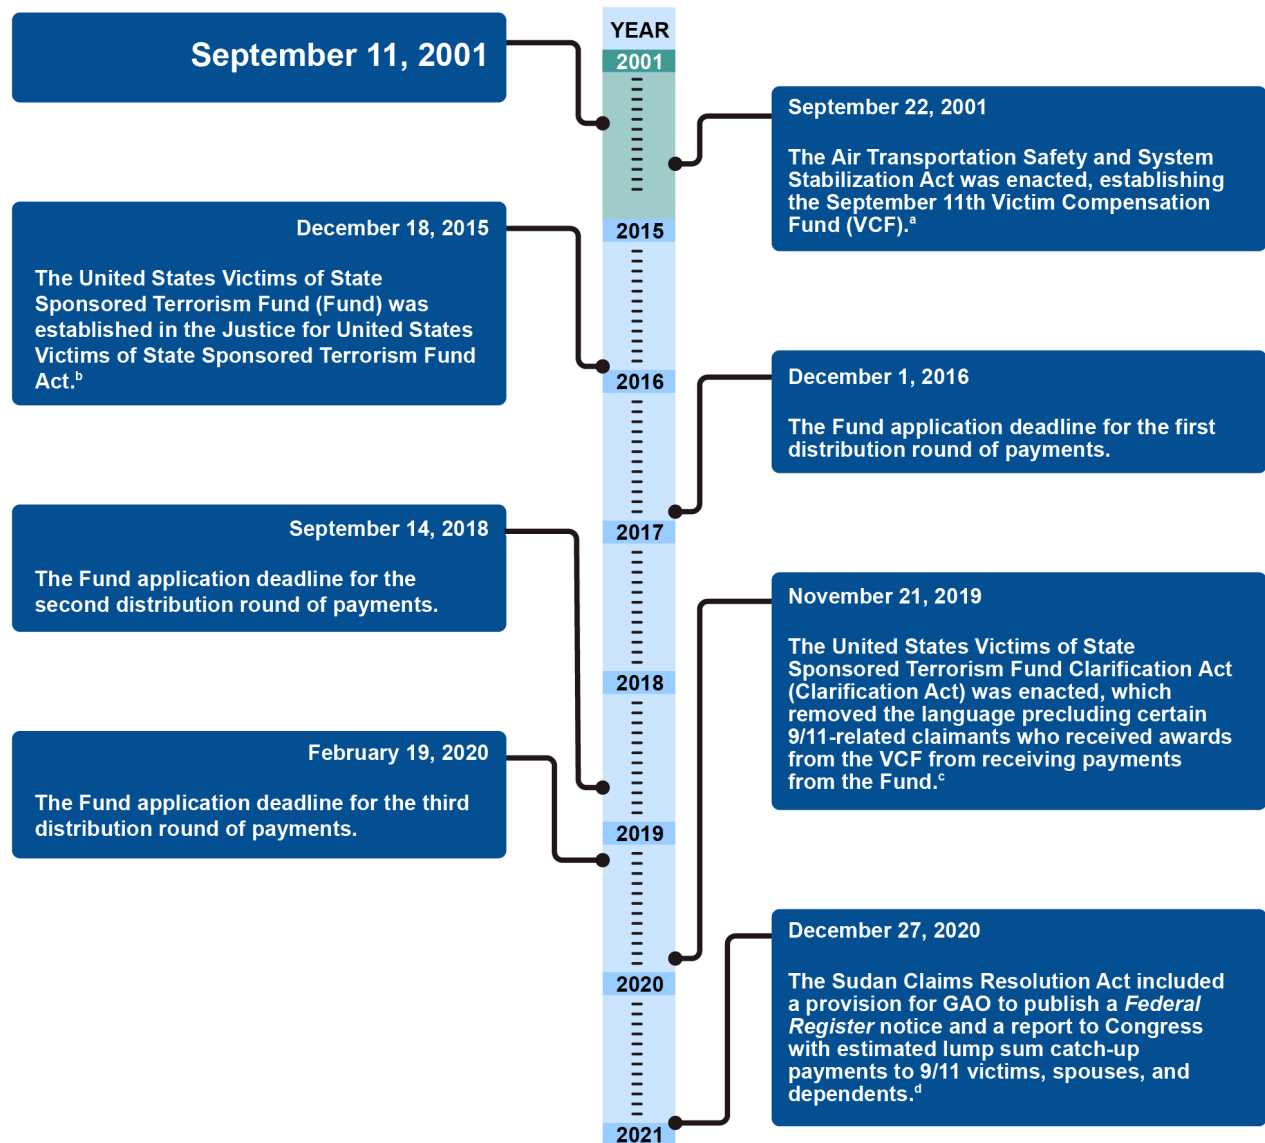 YEAR
September 11, 2001
2001
September 22, 2001
The Air Transportation Safety and System
Stabilization Act was enacted, establishing
the September 11th Victim Compensation
Fund (VCF).a
December 18, 2015
The United States Victims of State
Sponsored Terrorism Fund (Fund) was
established in the Justice for United States
Victims of State Sponsored Terrorism Fund
Act.b
2015
2016
December 1, 2016
The Fund application deadline for the first
distribution round of payments.
September 14, 2018
The Fund application deadline for the
second distribution round of payments.
2017
November 21, 2019
The United States Victims of State
Sponsored Terrorism Fund Clarification Act
(Clarification Act) was enacted, which
removed the language precluding certain
9/11-related claimants who received awards
from the VCF from receiving payments
from the Fund.c
2018
February 19, 2020
The Fund application deadline for the third
distribution round of payments.
2019
December 27, 2020
The Sudan Claims Resolution Act included
a provision for GAO to publish a Federal
Register notice and a report to Congress
with estimated lump sum catch-up
payments to 9/11 victims, spouses, and
dependents.d
2020
2021